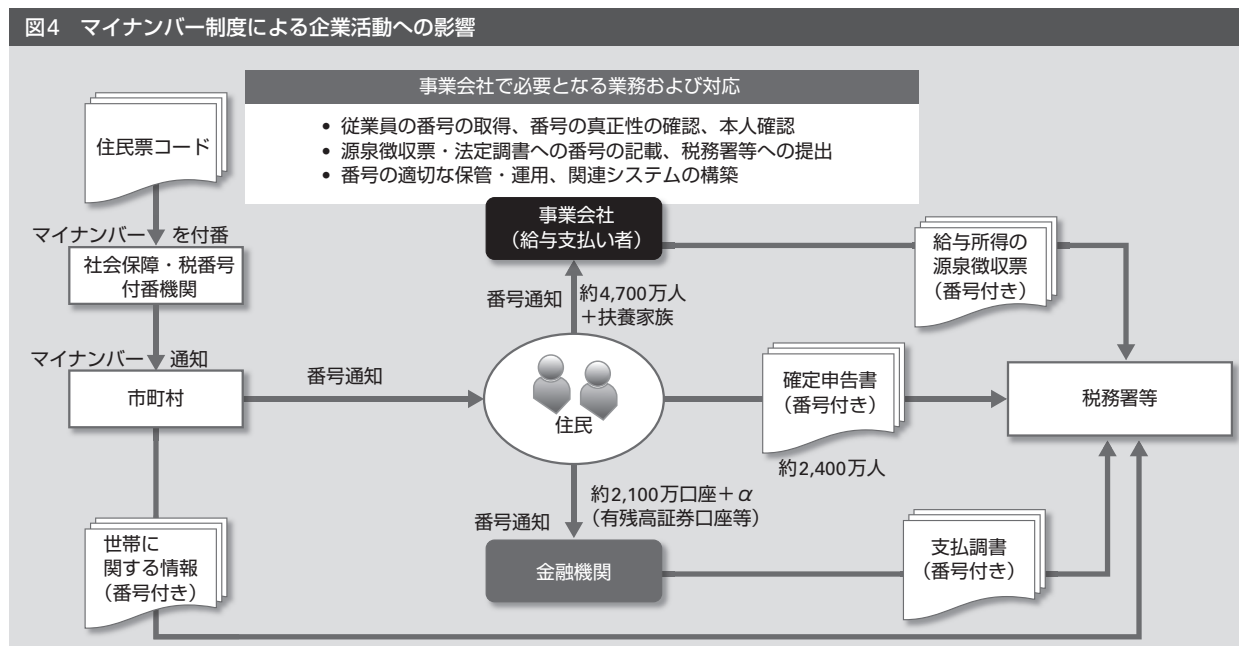 図4 マイナンバー制度による企業活動への影響
事業会社で必要となる業務および対応
• 従業員の番号の取得、番号の真正性の確認、本人確認
• 源泉徴収票・法定調書への番号の記載、税務署等への提出
• 番号の適切な保管・運用、関連システムの構築
住民票コード
マイナンバー を付番
社会保障・税番号
付番機関
マイナンバー 通知
市町村
番号通知
世帯に
関する情報
(番号付き)
事業会社
(給与支払い者)
番号通知
約4,700万人
+扶養家族
住民
番号通知
約2,100万口座+α
(有残高証券口座等)
金融機関
給与所得の
源泉徴収票
(番号付き)
確定申告書
(番号付き)
約2,400万人
支払調書
(番号付き)
税務署等